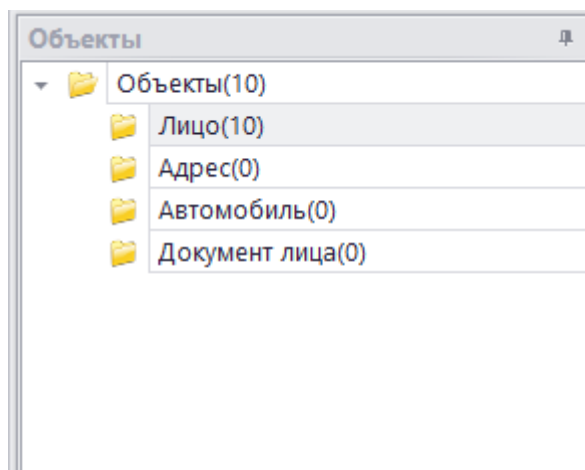 Объекты
Объекты(10)
Лицо(10)
Адрес(0)
Автомобиль(0)
Документ лица(0)